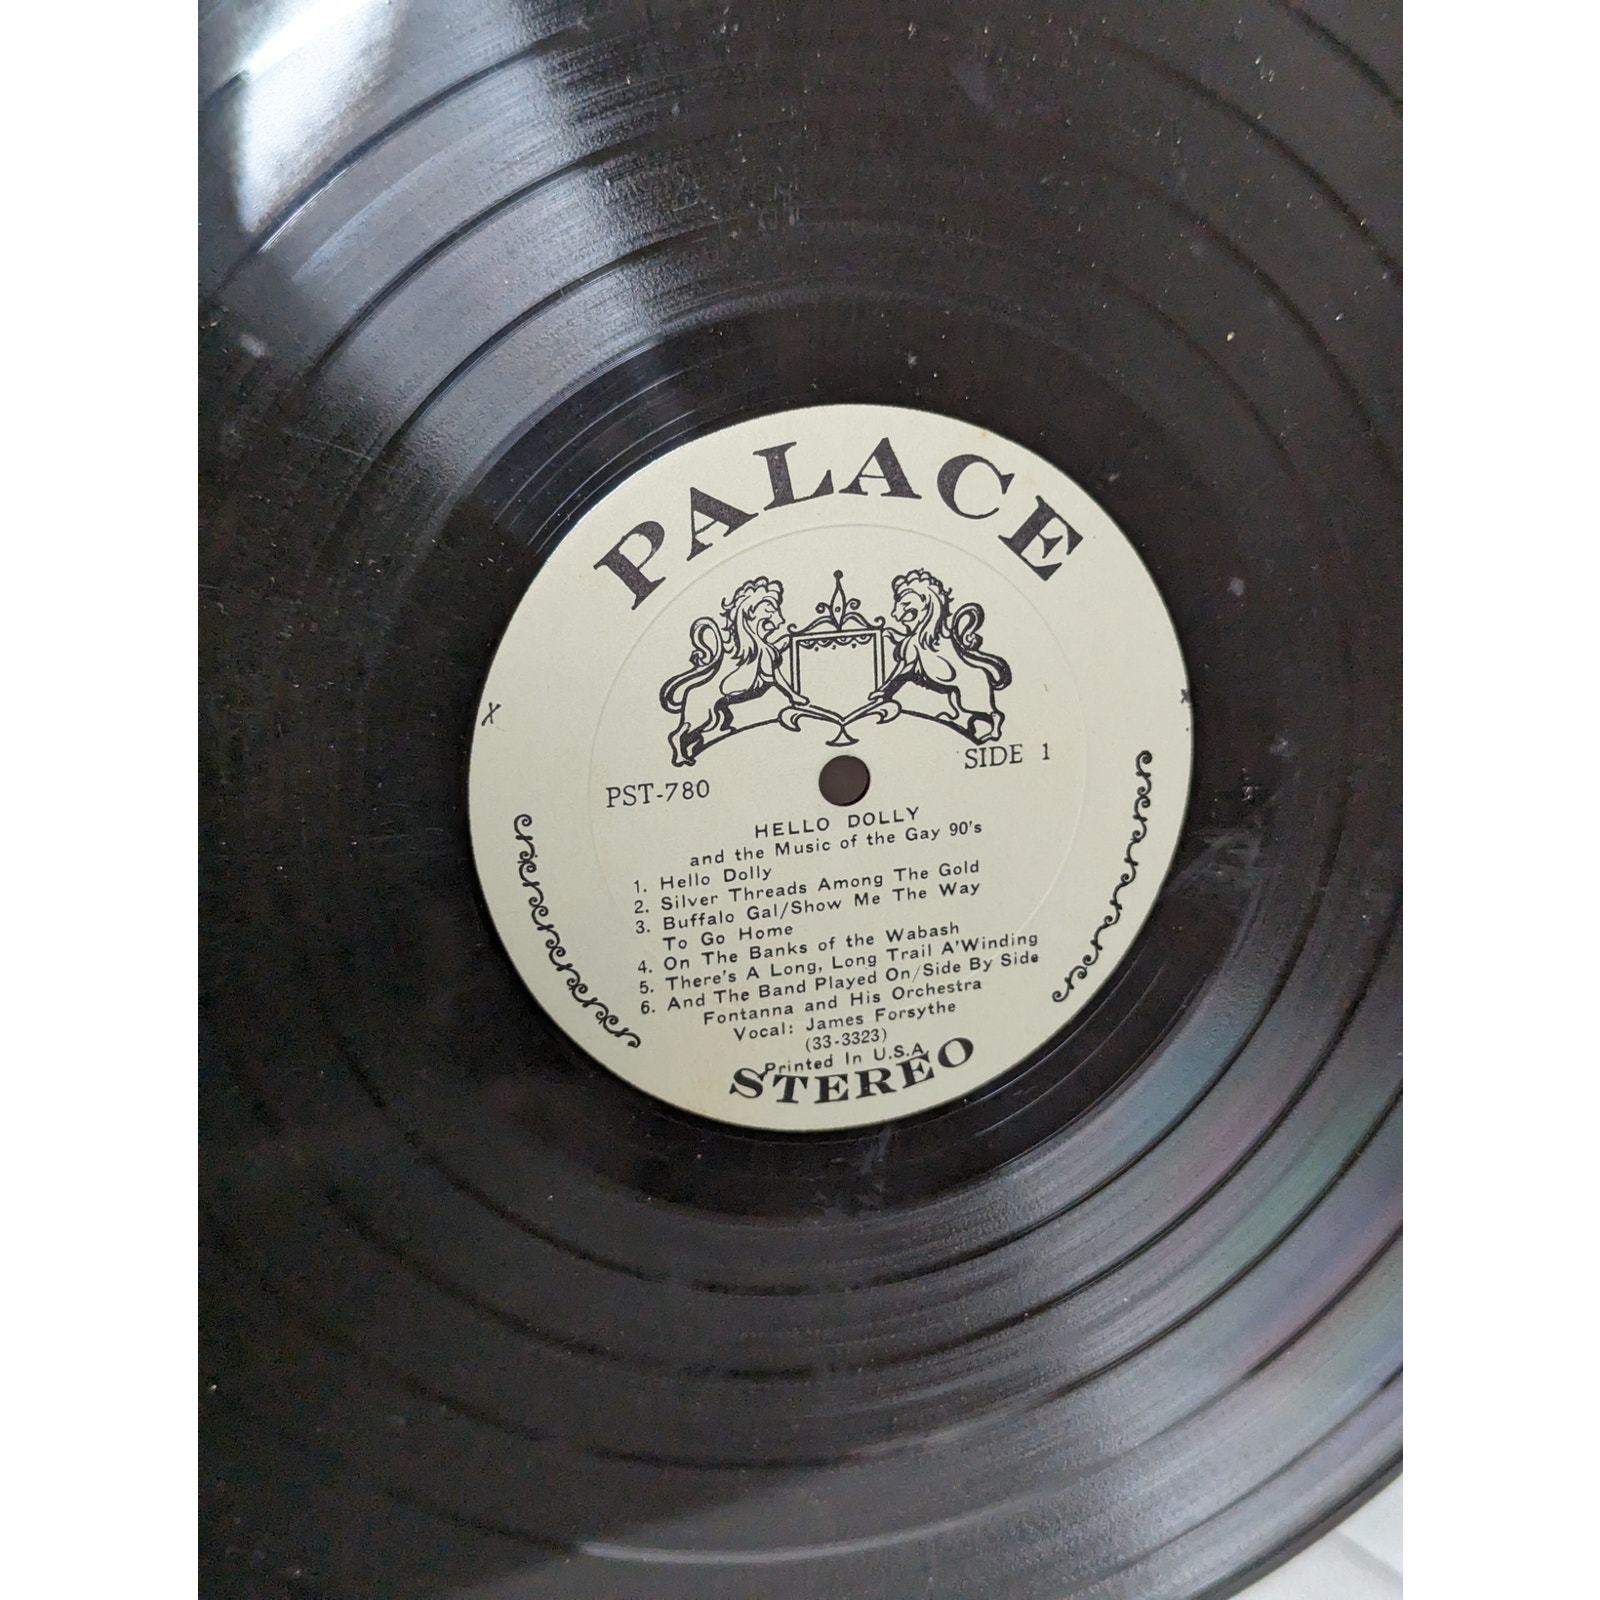 PALACE
SIDE 1
PST-780
HELLO DOLLY
and the Music of the Gay 90's
1. Hello Dolly
2. Silver Threads Among The Gold
3. Buffalo Gal/Show Me The Way
To Go Home
4. On The Banks of the Wabash
5. There's A Long, Long Trail A'Winding
6. And The Band Played On/Side By Side
Fontanna and His Orchestra
Vocal: James Forsythe
(33-3323)
Printed In U.S.A.
STEREO